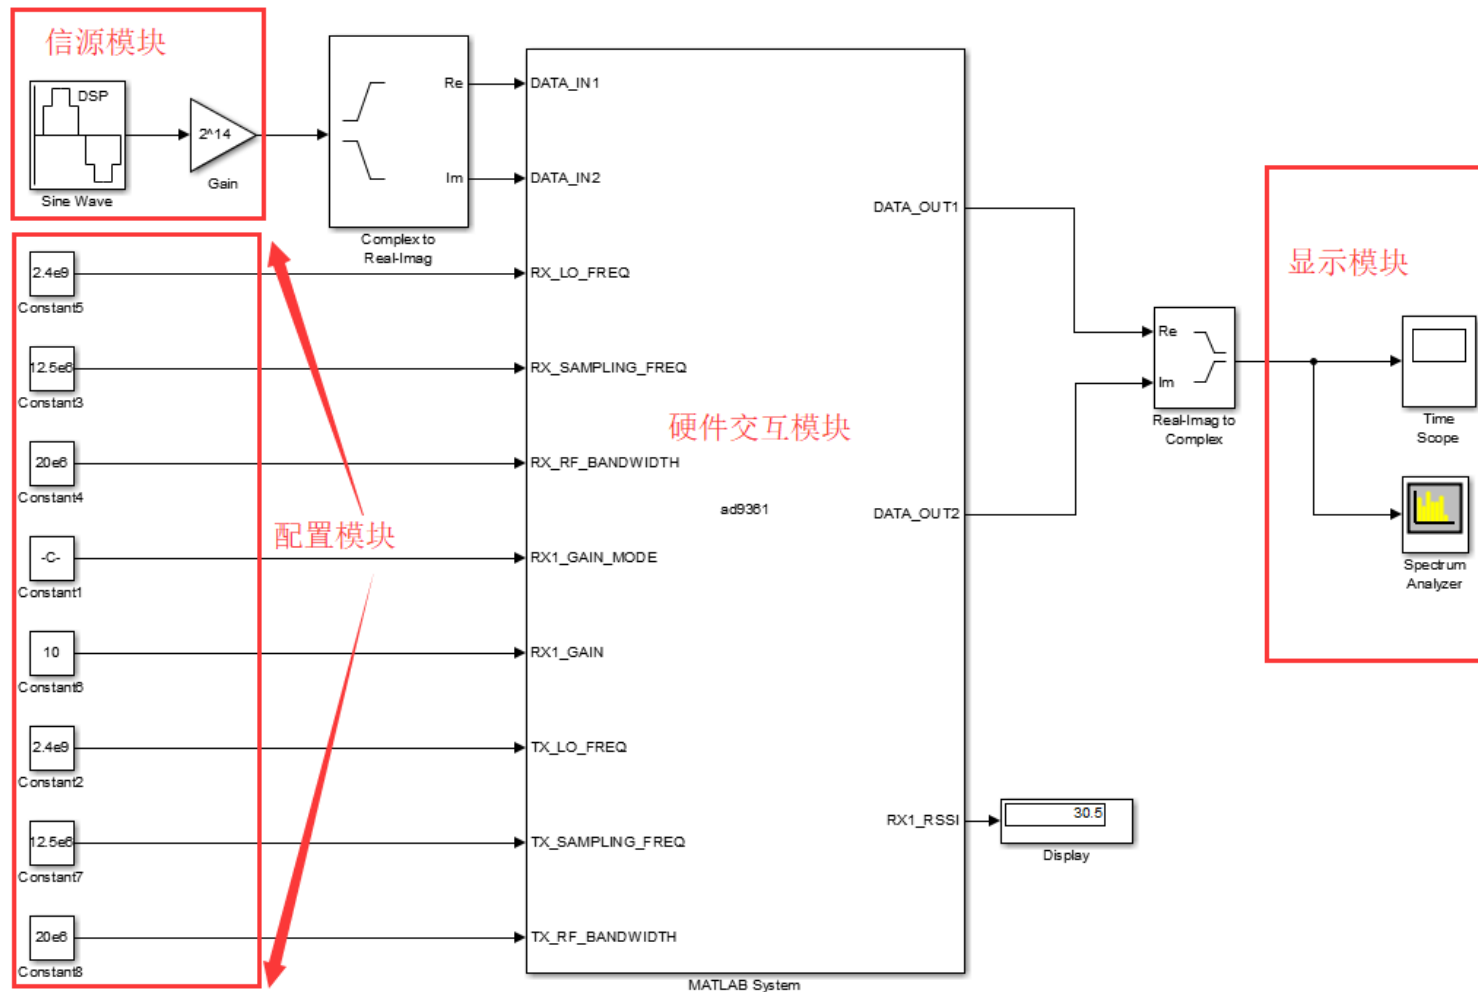 信源模块
DSP
Sine Wave
2^14
Gain
Re
Im
Complex to
Real-Imag
2.4e9
Constant5
12.5e6
Constant3
20e6
Constant4
-C-
Constant1
10
Constant6
2.4e9
Constant2
12.5e6
Constant7
20e6
Constant8
配置模块
DATA_IN1
DATA_IN2
RX_LO_FREQ
RX_SAMPLING_FREQ
RX_RF_BANDWIDTH
RX1_GAIN_MODE
RX1_GAIN
TX_LO_FREQ
TX_SAMPLING_FREQ
TX_RF_BANDWIDTH
硬件交互模块
ad9361
DATA_OUT1
DATA_OUT2
RX1_RSSI
MATLAB System
30.5
Display
Re
Im
Real-Imag to
Complex
显示模块
Time
Scope
Spectrum
Analyzer